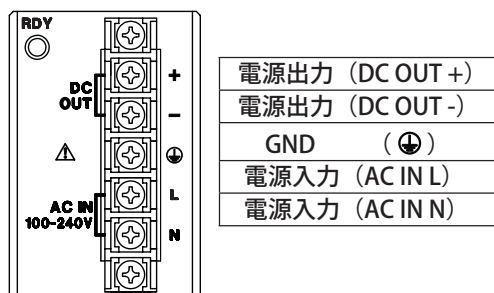 RDY
DC
OUT
+
−
L
AC IN
100-240V
N
電源出力（DC OUT +）
電源出力（DC OUT -）
GND （⏚）
電源入力（AC IN L）
電源入力（AC IN N）